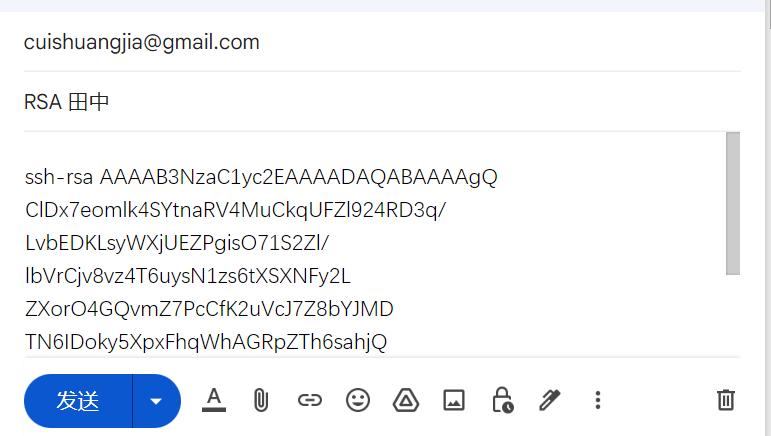 cuishuangjia@gmail.com
RSA 田中
ssh-rsa AAAAB3NzaC1yc2EAAAADAQABAAAAgQ
ClDx7eomlk4SYtnaRV4MuCkqUFZl924RD3q/
LvbEDKLsyWXjUEZPgisO71S2Zl/
lbVrCjv8vz4T6uysN1zs6tXSXNFy2L
ZXorO4GQvmZ7PcCfK2uVcJ7Z8bYJMD
TN6IDoky5XpxFhqWhAGRpZTh6sahjQ
发送